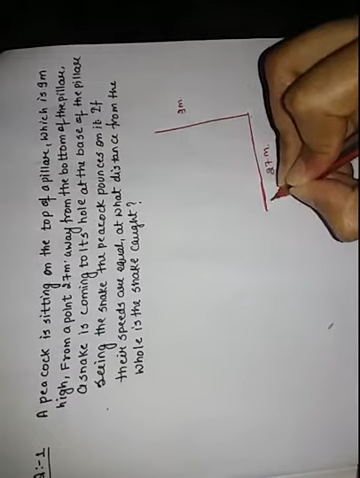 2:-1
A peacock is sitting on the top of a pillar, which is 9m
high, From a point 27m away from the bottom of the pillar,
a snake is coming to its hole at the base of the pillar
seeing the snake the peacock pounces on it If
their speeds are equal, at what distance from the
whole is the snake caught?
9m
27m.